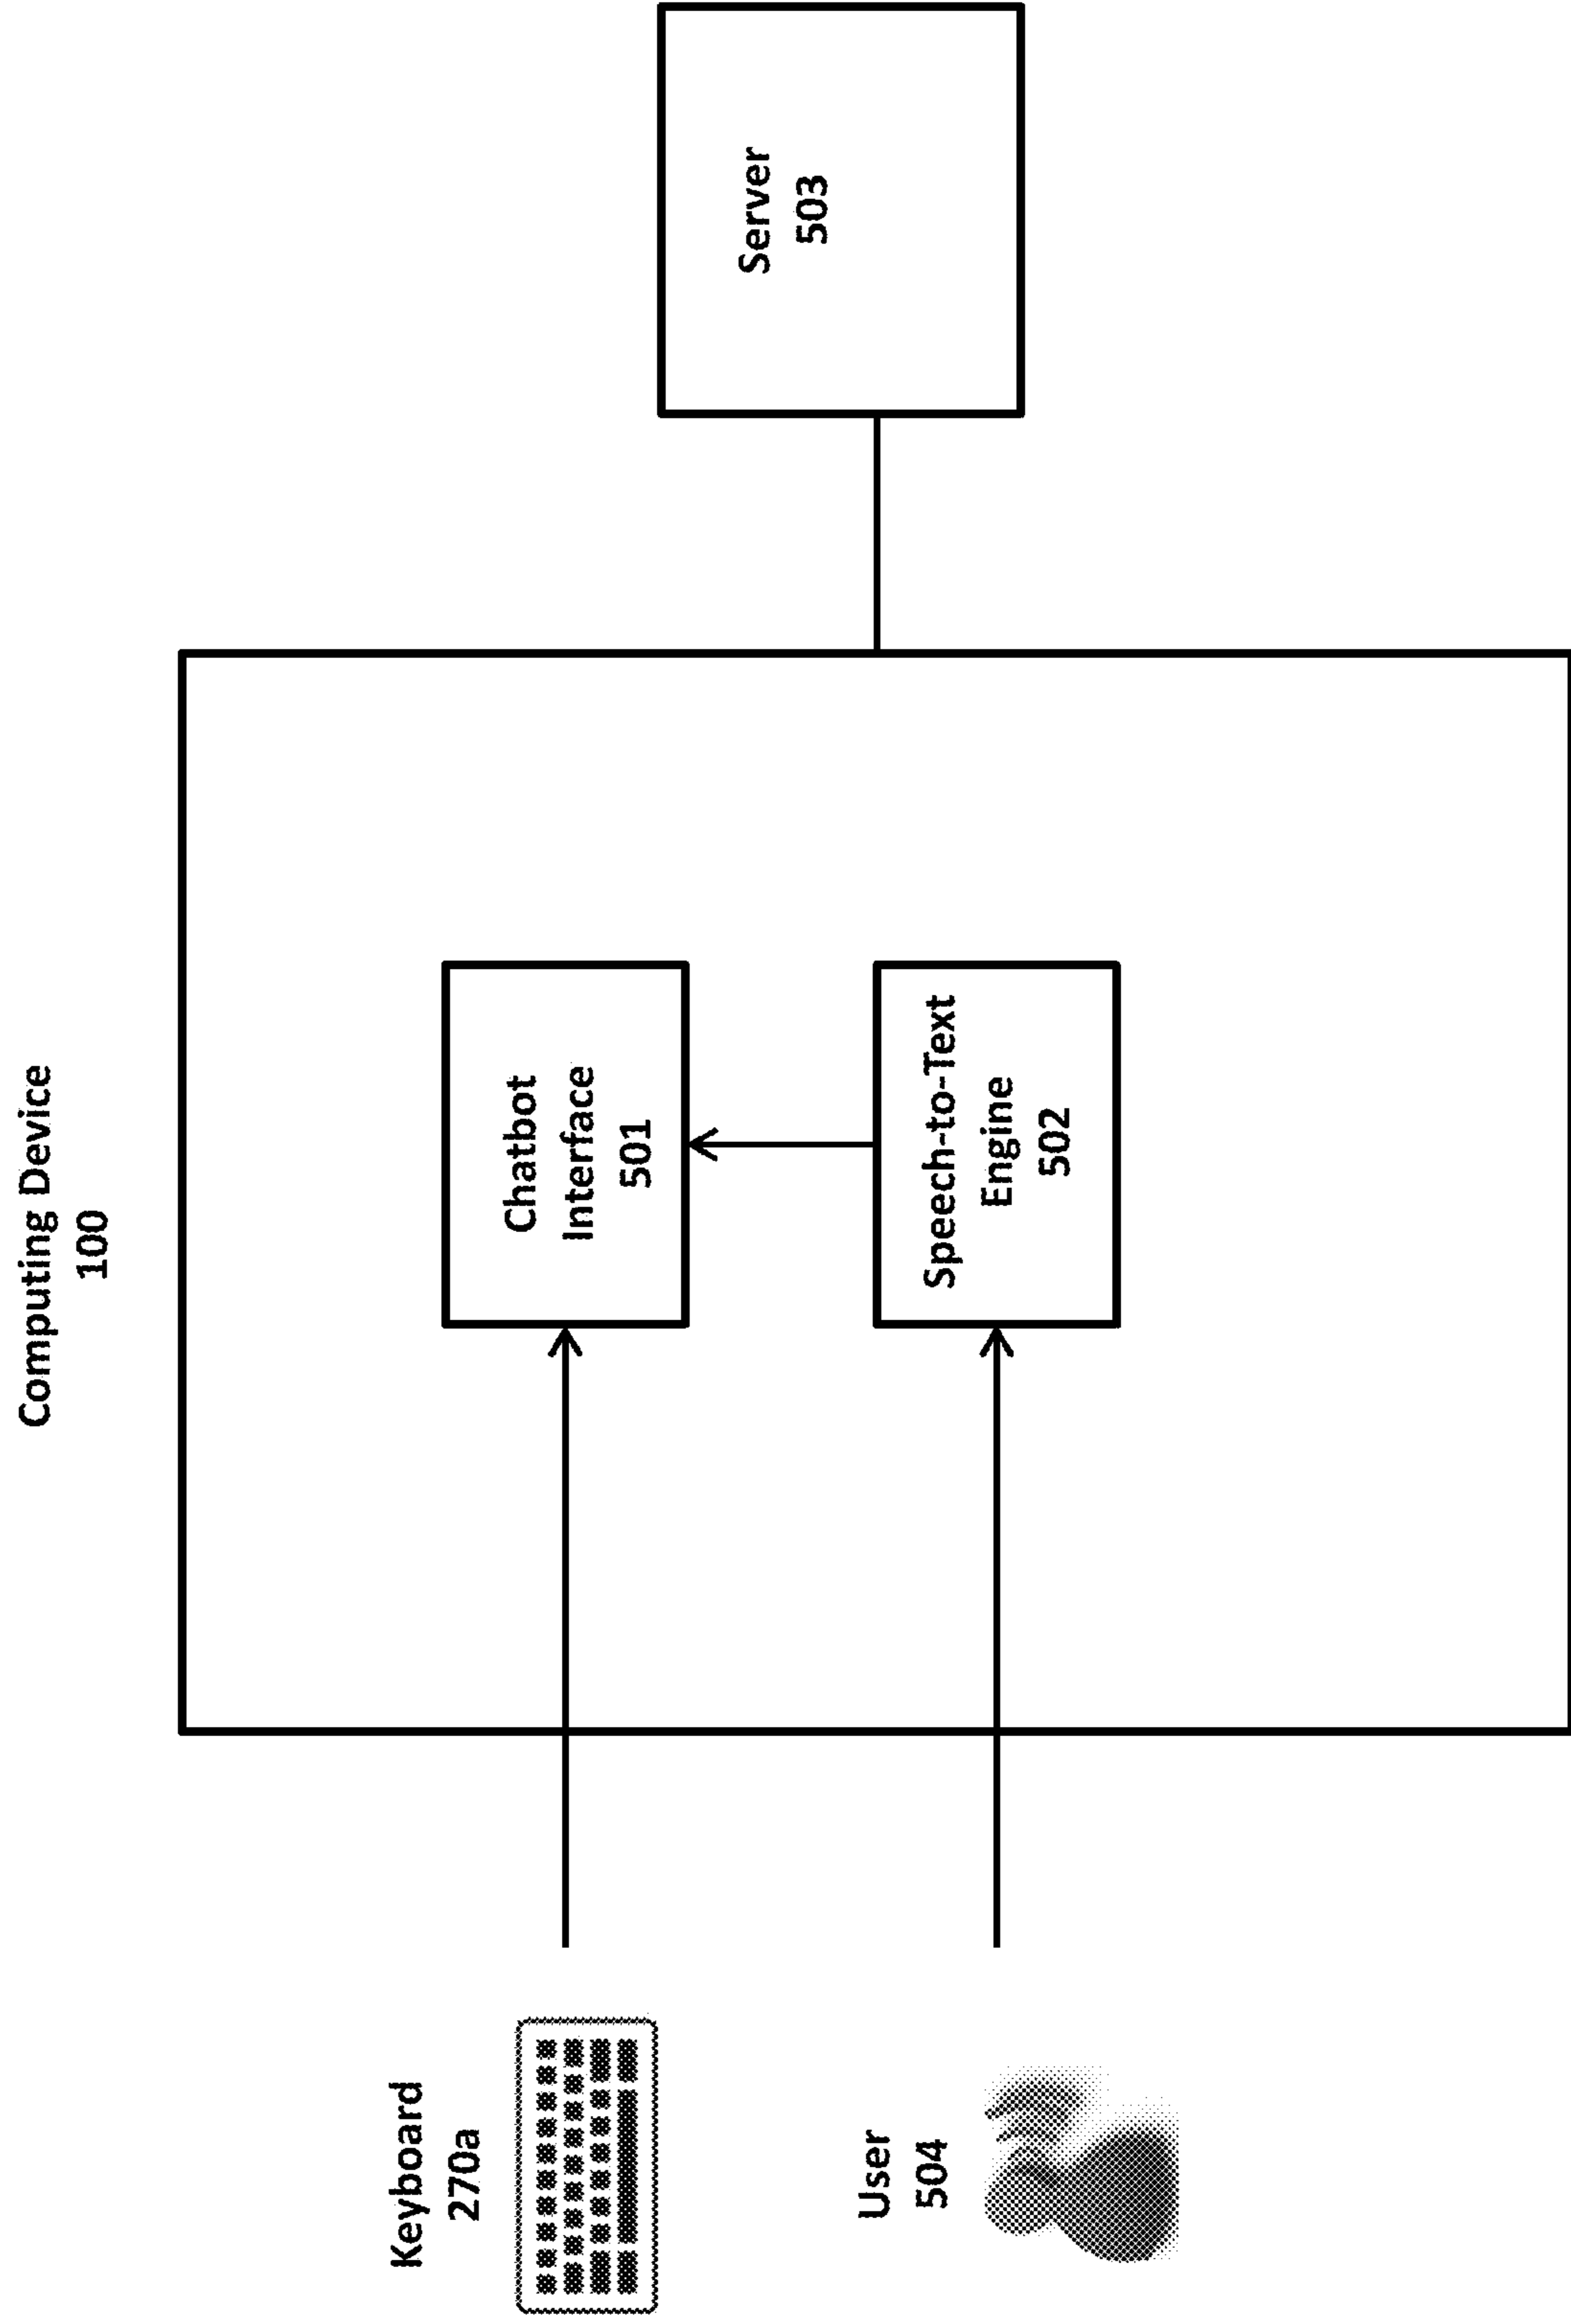 Computing Device
100
Keyboard
270a
Chatbot
Interface
501
Server
503
User
504
Speech-to-Text
Engine
502